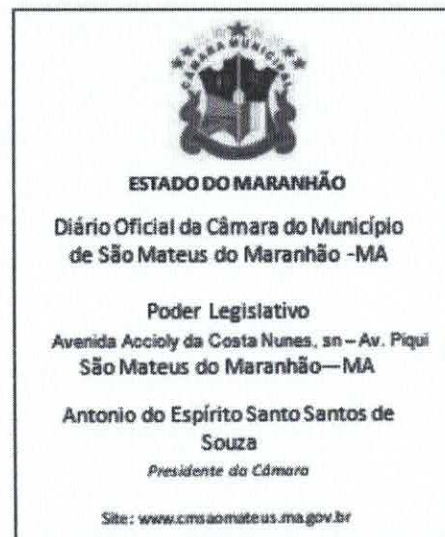 CÂMARA MUNICIPAL
ESTADO DO MARANHÃO
Diário Oficial da Câmara do Município
de São Mateus do Maranhão -MA
Poder Legislativo
Avenida Accioly da Costa Nunes, sn – Av. Piqui
São Mateus do Maranhão—MA
Antonio do Espírito Santo Santos de
Souza
Presidente da Câmara
Site: www.cmsaomateus.ma.gov.br